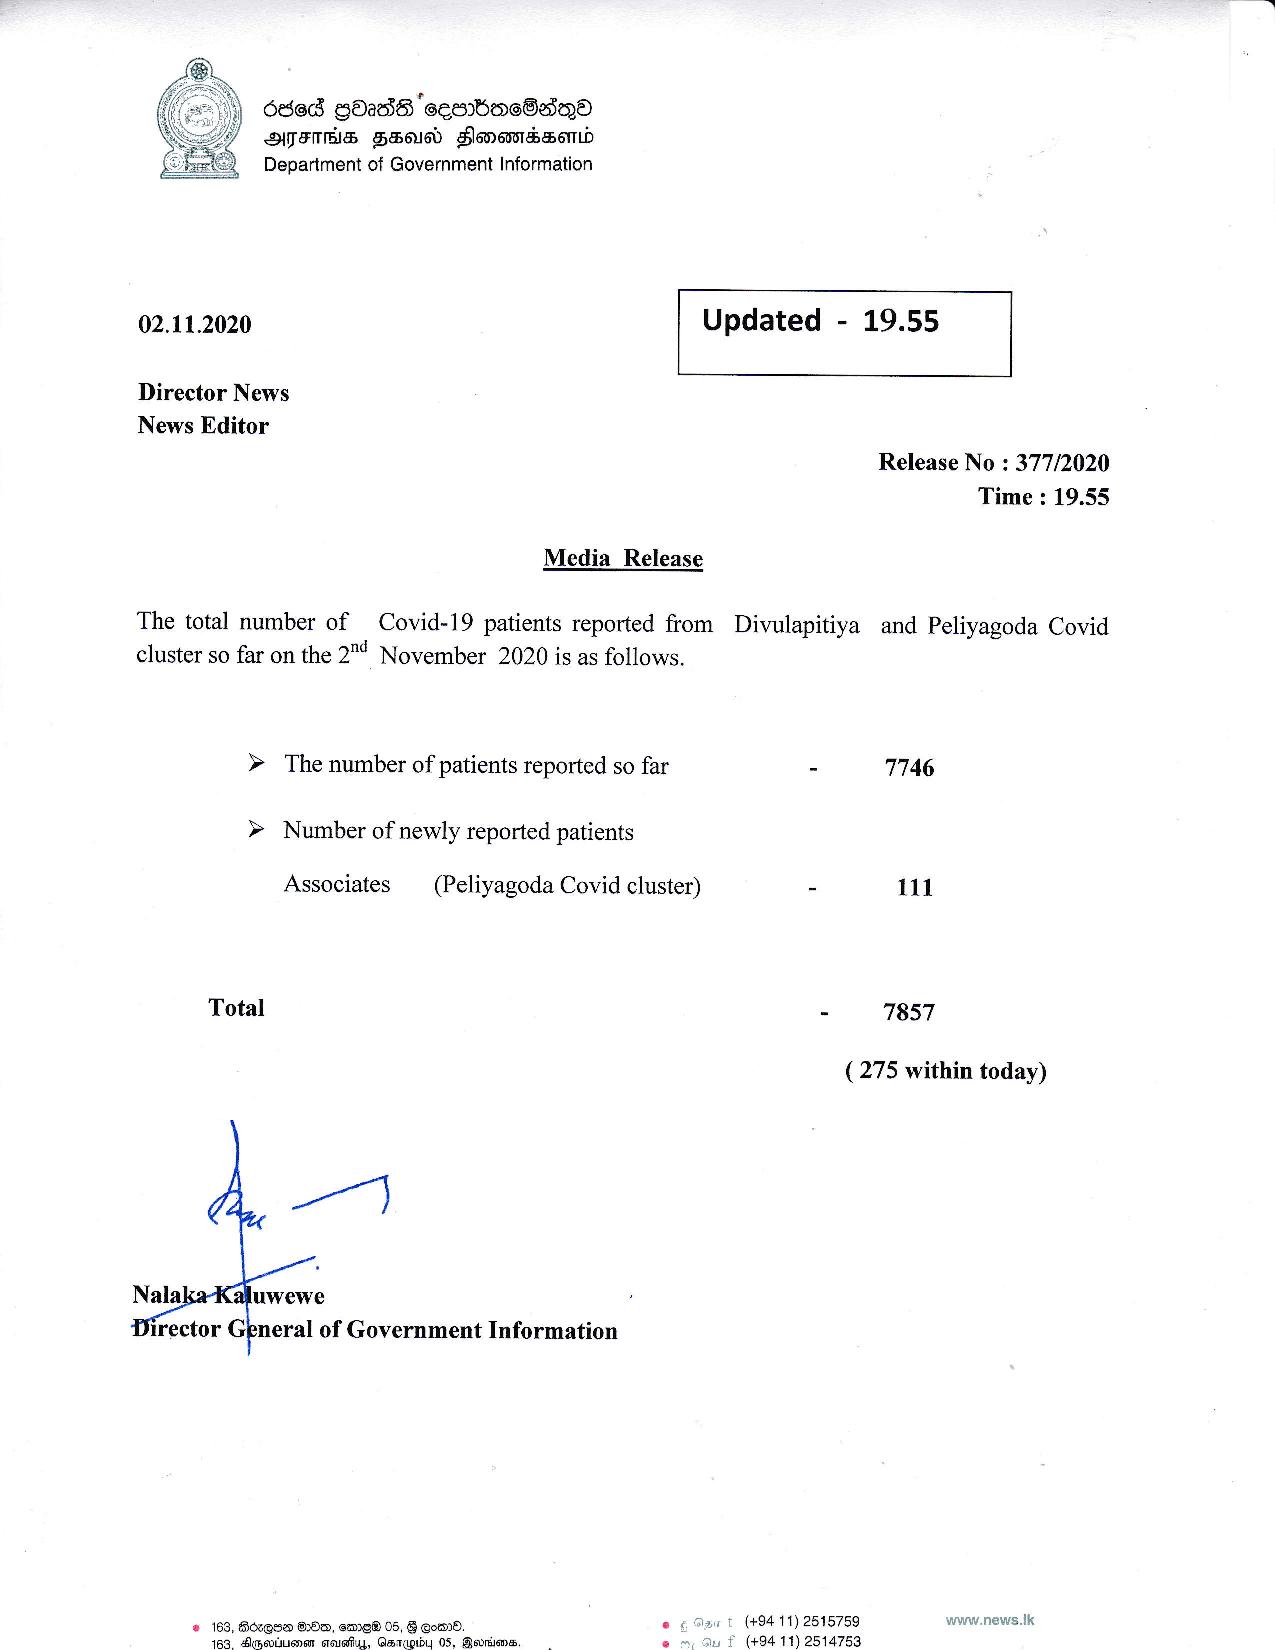 රජයේ ප්‍රවෘත්ති දෙපාර්තමේන්තුව
அரசாங்க தகவல் திணைக்களம்
Department of Government Information
02.11.2020
Updated - 19.55
Director News
News Editor
Release No : 377/2020
Time : 19.55
Media Release
The total number of Covid-19 patients reported from Divulapitiya and Peliyagoda Covid
cluster so far on the 2nd November 2020 is as follows.
➢ The number of patients reported so far - 7746
➢ Number of newly reported patients
Associates (Peliyagoda Covid cluster) - 111
Total - 7857
( 275 within today)
Nalaka Kaluwewe
Director General of Government Information
163, කිරුලපන මාවත, කොළඹ 05, ශ්‍රී ලංකාව.
163, கிருலப்பனை எவனியூ, கொழும்பு 05, இலங்கை.
t (+94 11) 2515759
f (+94 11) 2514753
www.news.lk